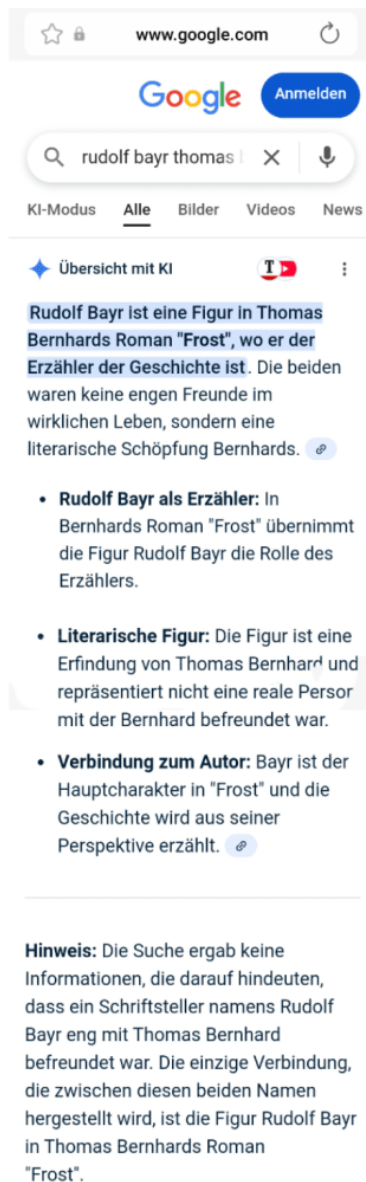 www.google.com
Google
Anmelden
rudolf bayr thomas
KI-Modus Alle Bilder Videos News
Übersicht mit KI
T
Rudolf Bayr ist eine Figur in Thomas
Bernhards Roman "Frost", wo er der
Erzähler der Geschichte ist. Die beiden
waren keine engen Freunde im
wirklichen Leben, sondern eine
literarische Schöpfung Bernhards.
• Rudolf Bayr als Erzähler: In
Bernhards Roman "Frost" übernimmt
die Figur Rudolf Bayr die Rolle des
Erzählers.
• Literarische Figur: Die Figur ist eine
Erfindung von Thomas Bernhard und
repräsentiert nicht eine reale Person
mit der Bernhard befreundet war.
• Verbindung zum Autor: Bayr ist der
Hauptcharakter in "Frost" und die
Geschichte wird aus seiner
Perspektive erzählt.
Hinweis: Die Suche ergab keine
Informationen, die darauf hindeuten,
dass ein Schriftsteller namens Rudolf
Bayr eng mit Thomas Bernhard
befreundet war. Die einzige Verbindung,
die zwischen diesen beiden Namen
hergestellt wird, ist die Figur Rudolf Bayr
in Thomas Bernhards Roman
"Frost".